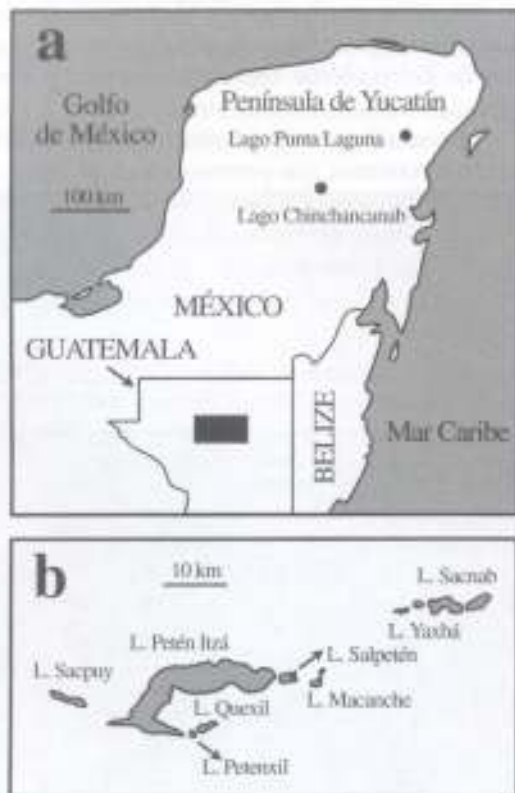 a
Golfo
de México
Península de Yucatán
Lago Punta Laguna
100 km
Lago Chinchancanab
MÉXICO
GUATEMALA
BELIZE
Mar Caribe
b
10 km
L. Sacnab
L. Yaxhá
L. Petén Itzá
L. Salpetén
L. Sacpuy
L. Quexil
L. Macanche
L. Petenxil